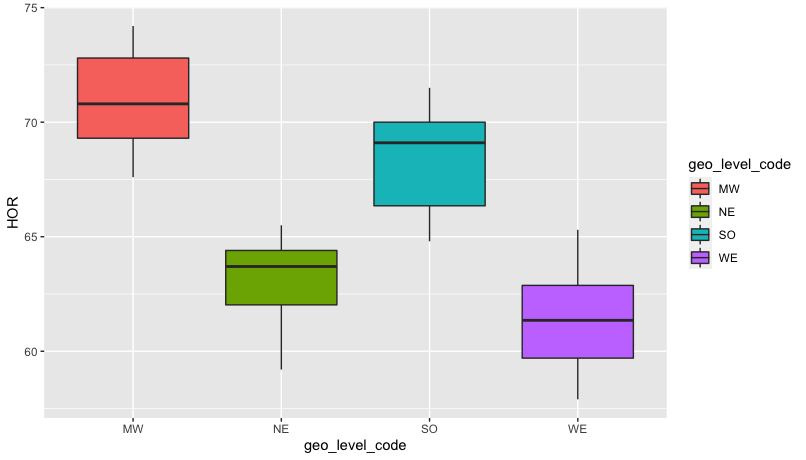 75
70
65
60
HOR
MW NE SO WE
geo_level_code
geo_level_code
MW
NE
SO
WE